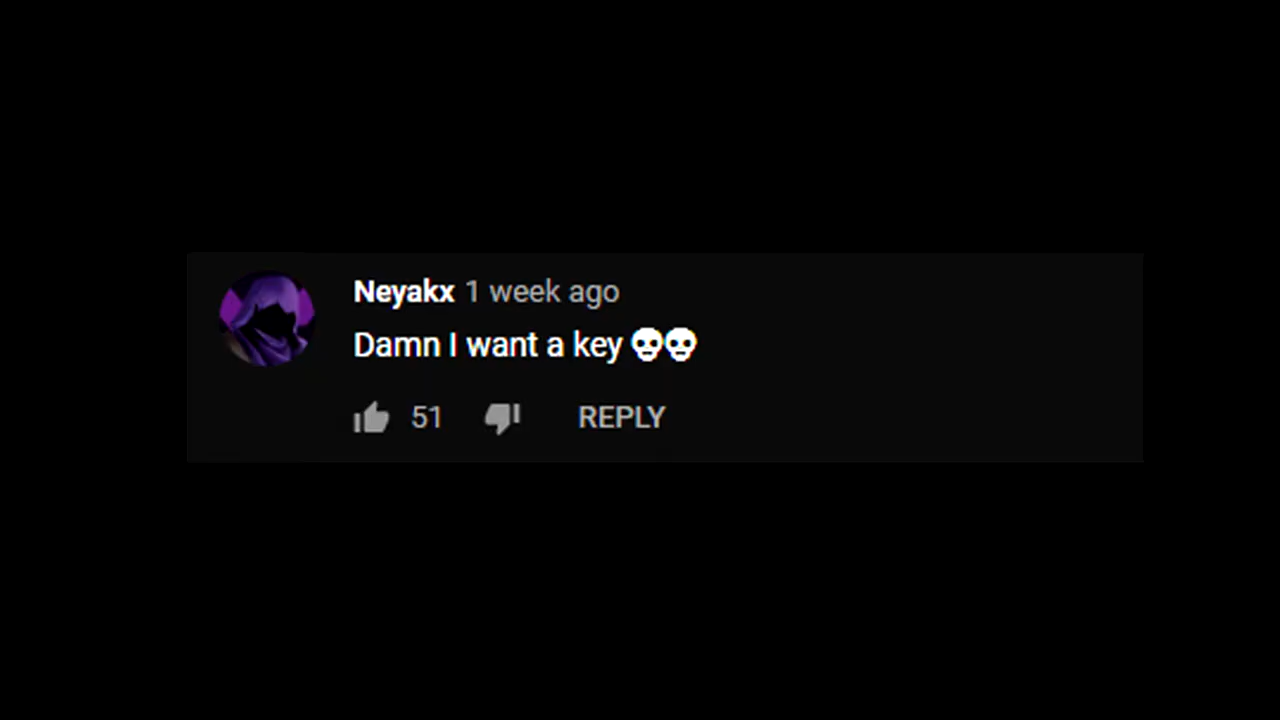 Neyakx 1 week ago
Damn I want a key 💀💀
51 REPLY